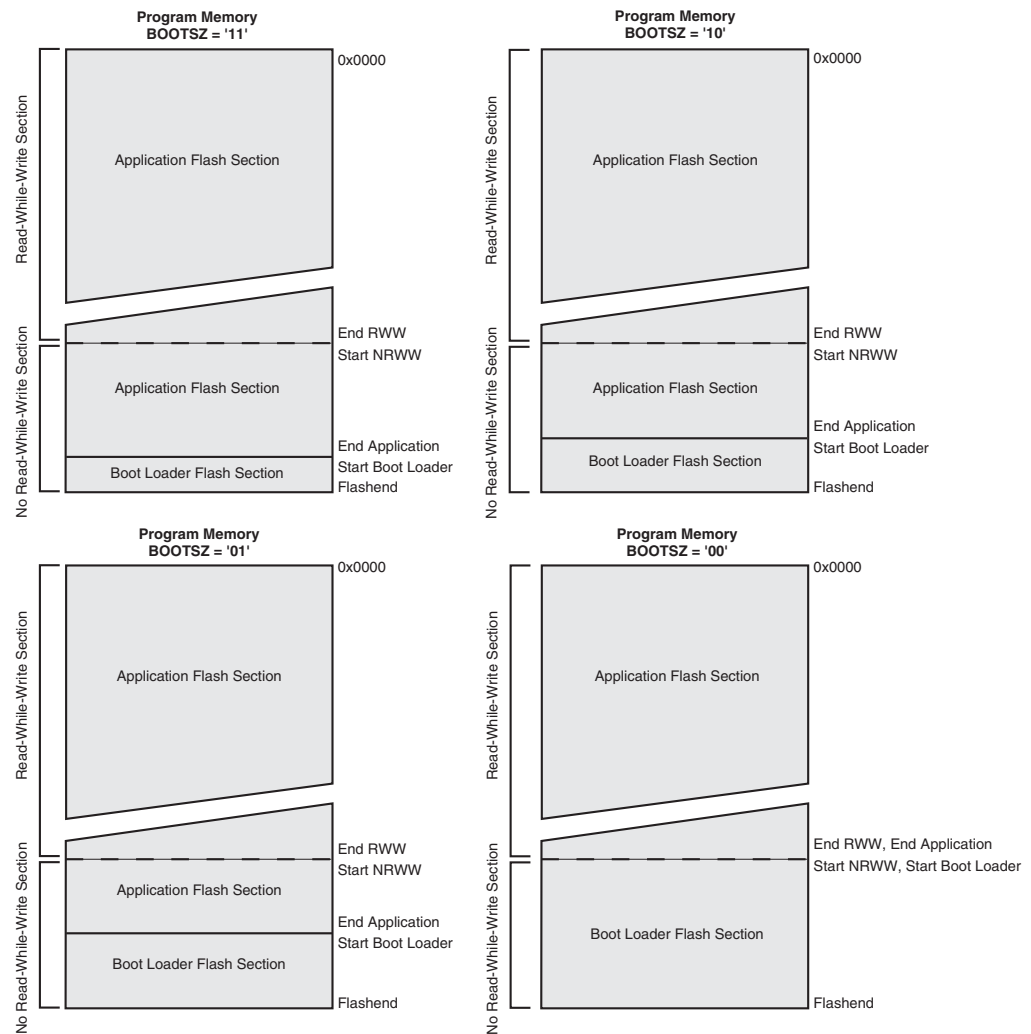 Program Memory
BOOTSZ = '11'
0x0000
Read-While-Write Section
Application Flash Section
End RWW
Start NRWW
No Read-While-Write Section
Application Flash Section
End Application
Start Boot Loader
Boot Loader Flash Section
Flashend
Program Memory
BOOTSZ = '10'
0x0000
Read-While-Write Section
Application Flash Section
End RWW
Start NRWW
No Read-While-Write Section
Application Flash Section
End Application
Start Boot Loader
Boot Loader Flash Section
Flashend
Program Memory
BOOTSZ = '01'
0x0000
Read-While-Write Section
Application Flash Section
End RWW
Start NRWW
No Read-While-Write Section
Application Flash Section
End Application
Start Boot Loader
Boot Loader Flash Section
Flashend
Program Memory
BOOTSZ = '00'
0x0000
Read-While-Write Section
Application Flash Section
End RWW, End Application
Start NRWW, Start Boot Loader
No Read-While-Write Section
Boot Loader Flash Section
Flashend